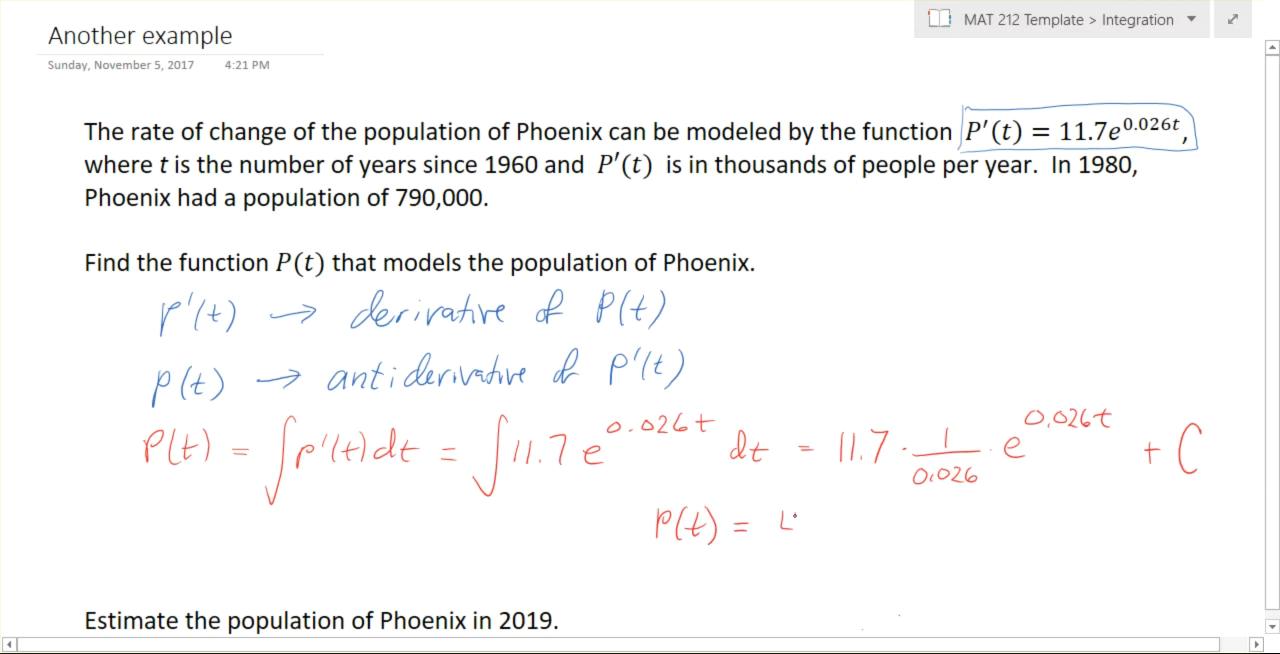 MAT 212 Template > Integration
Another example
Sunday, November 5, 2017 4:21 PM
The rate of change of the population of Phoenix can be modeled by the function P′(t) = 11.7e^{0.026t},
where t is the number of years since 1960 and P′(t) is in thousands of people per year. In 1980,
Phoenix had a population of 790,000.
Find the function P(t) that models the population of Phoenix.
P'(t) → derivative of P(t)
P(t) → antiderivative of P'(t)
P(t) = ∫P'(t)dt = ∫11.7 e^{0.026t} dt = 11.7 · \frac{1}{0.026} · e^{0.026t} + C
P(t) =
Estimate the population of Phoenix in 2019.